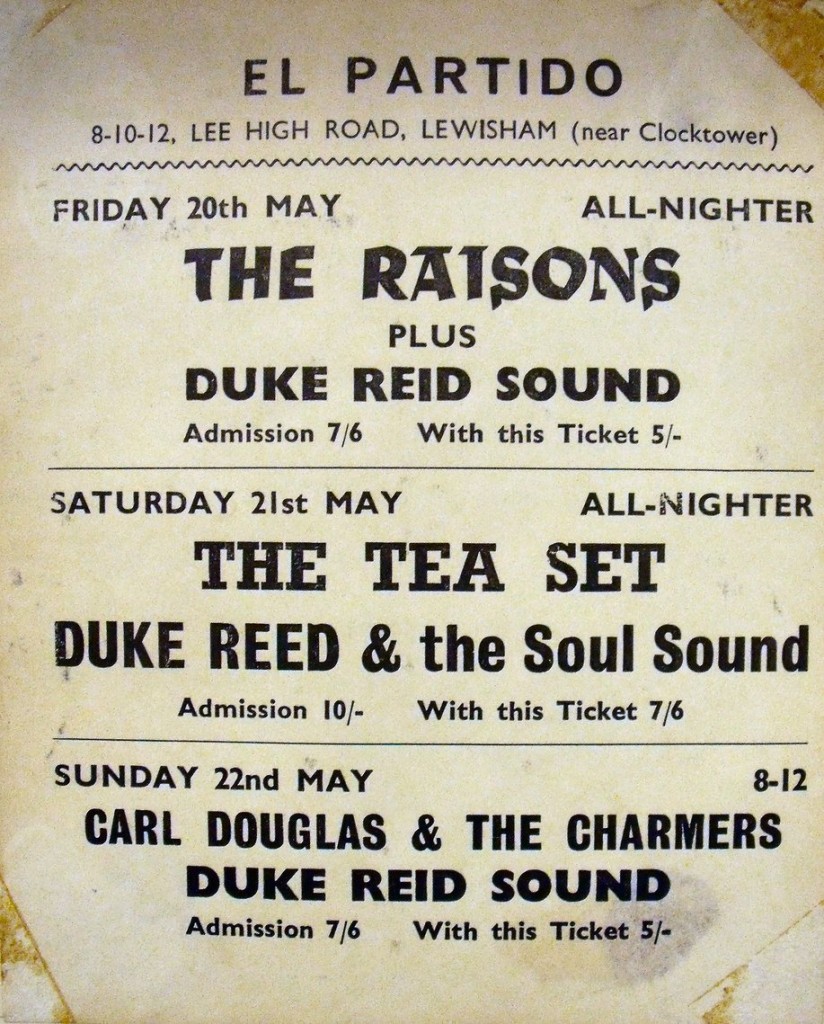 EL PARTIDO
8-10-12, LEE HIGH ROAD, LEWISHAM (near Clocktower)
FRIDAY 20th MAY ALL-NIGHTER
THE RAISONS
PLUS
DUKE REID SOUND
Admission 7/6 With this Ticket 5/-
SATURDAY 21st MAY ALL-NIGHTER
THE TEA SET
DUKE REED & the Soul Sound
Admission 10/- With this Ticket 7/6
SUNDAY 22nd MAY 8-12
CARL DOUGLAS & THE CHARMERS
DUKE REID SOUND
Admission 7/6 With this Ticket 5/-